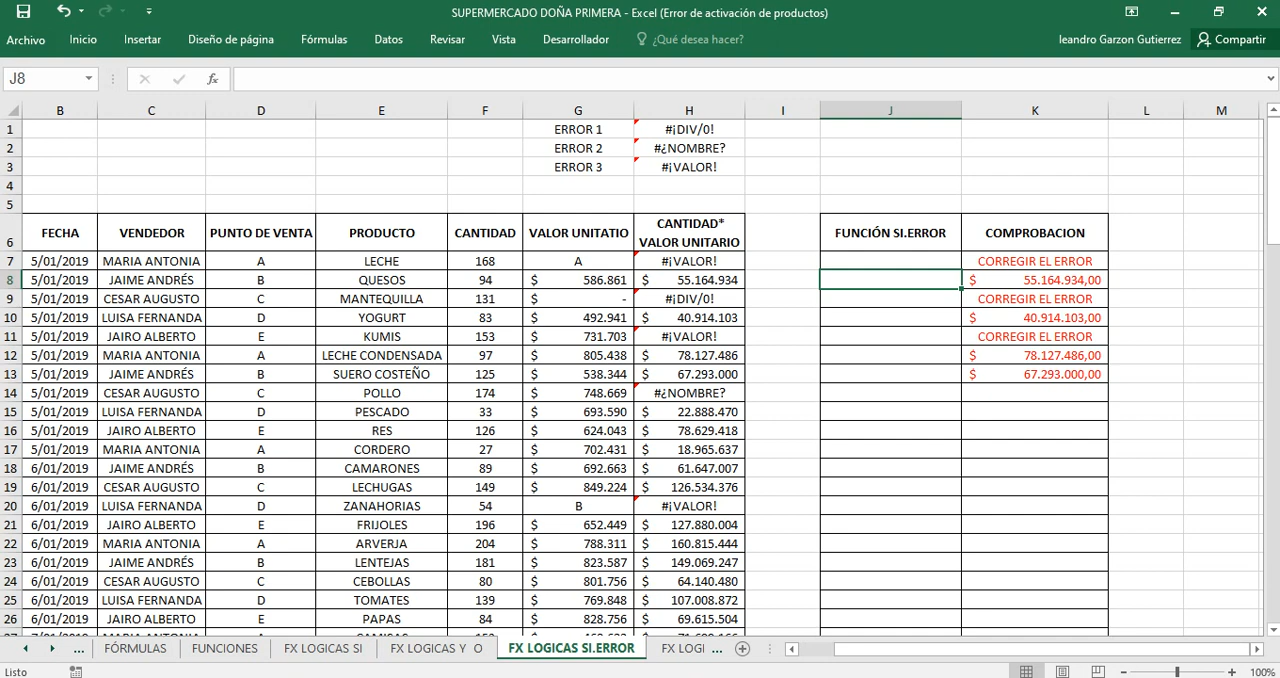 SUPERMERCADO DOÑA PRIMERA - Excel (Error de activación de productos)
Archivo Inicio Insertar Diseño de página Fórmulas Datos Revisar Vista Desarrollador ¿Qué desea hacer? leandro Garzon Gutierrez Compartir
J8 fx
B C D E F G H I J K L M
1 ERROR 1 #¡DIV/0!
2 ERROR 2 #¿NOMBRE?
3 ERROR 3 #¡VALOR!
4
5
6 FECHA VENDEDOR PUNTO DE VENTA PRODUCTO CANTIDAD VALOR UNITATIO CANTIDAD* VALOR UNITARIO FUNCIÓN SI.ERROR COMPROBACION
7 5/01/2019 MARIA ANTONIA A LECHE 168 A #¡VALOR! CORREGIR EL ERROR
8 5/01/2019 JAIME ANDRÉS B QUESOS 94 $ 586.861 $ 55.164.934 $ 55.164.934,00
9 5/01/2019 CESAR AUGUSTO C MANTEQUILLA 131 $ - #¡DIV/0! CORREGIR EL ERROR
10 5/01/2019 LUISA FERNANDA D YOGURT 83 $ 492.941 $ 40.914.103 $ 40.914.103,00
11 5/01/2019 JAIRO ALBERTO E KUMIS 153 $ 731.703 #¡VALOR! CORREGIR EL ERROR
12 5/01/2019 MARIA ANTONIA A LECHE CONDENSADA 97 $ 805.438 $ 78.127.486 $ 78.127.486,00
13 5/01/2019 JAIME ANDRÉS B SUERO COSTEÑO 125 $ 538.344 $ 67.293.000 $ 67.293.000,00
14 5/01/2019 CESAR AUGUSTO C POLLO 174 $ 748.669 #¿NOMBRE?
15 5/01/2019 LUISA FERNANDA D PESCADO 33 $ 693.590 $ 22.888.470
16 5/01/2019 JAIRO ALBERTO E RES 126 $ 624.043 $ 78.629.418
17 5/01/2019 MARIA ANTONIA A CORDERO 27 $ 702.431 $ 18.965.637
18 6/01/2019 JAIME ANDRÉS B CAMARONES 89 $ 692.663 $ 61.647.007
19 6/01/2019 CESAR AUGUSTO C LECHUGAS 149 $ 849.224 $ 126.534.376
20 6/01/2019 LUISA FERNANDA D ZANAHORIAS 54 B #¡VALOR!
21 6/01/2019 JAIRO ALBERTO E FRIJOLES 196 $ 652.449 $ 127.880.004
22 6/01/2019 MARIA ANTONIA A ARVERJA 204 $ 788.311 $ 160.815.444
23 6/01/2019 JAIME ANDRÉS B LENTEJAS 181 $ 823.587 $ 149.069.247
24 6/01/2019 CESAR AUGUSTO C CEBOLLAS 80 $ 801.756 $ 64.140.480
25 6/01/2019 LUISA FERNANDA D TOMATES 139 $ 769.848 $ 107.008.872
26 6/01/2019 JAIRO ALBERTO E PAPAS 84 $ 828.756 $ 69.615.504
... FÓRMULAS FUNCIONES FX LOGICAS SI FX LOGICAS Y O FX LOGICAS SI.ERROR FX LOGI ...
Listo 100%